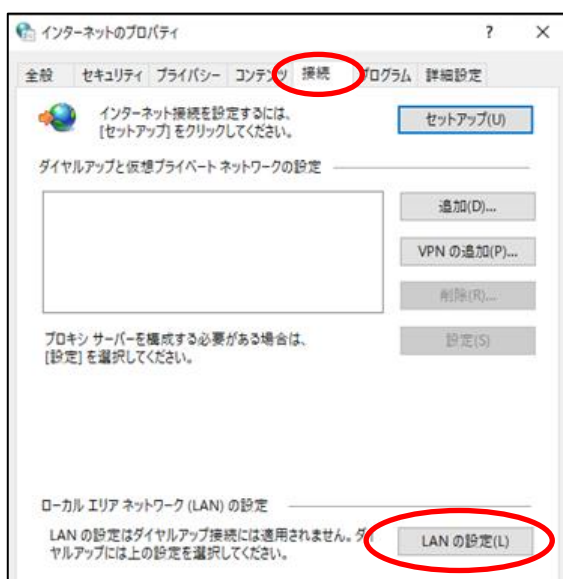 インターネットのプロパティ ? ×
全般 セキュリティ プライバシー コンテンツ 接続 プログラム 詳細設定
インターネット接続を設定するには、
[セットアップ] をクリックしてください。
セットアップ(U)
ダイヤルアップと仮想プライベート ネットワークの設定
追加(D)...
VPN の追加(P)...
削除(R)...
プロキシ サーバーを構成する必要がある場合は、
[設定] を選択してください。
設定(S)
ローカル エリア ネットワーク (LAN) の設定
LAN の設定はダイヤルアップ接続には適用されません。ダイ
ヤルアップには上の設定を選択してください。
LAN の設定(L)